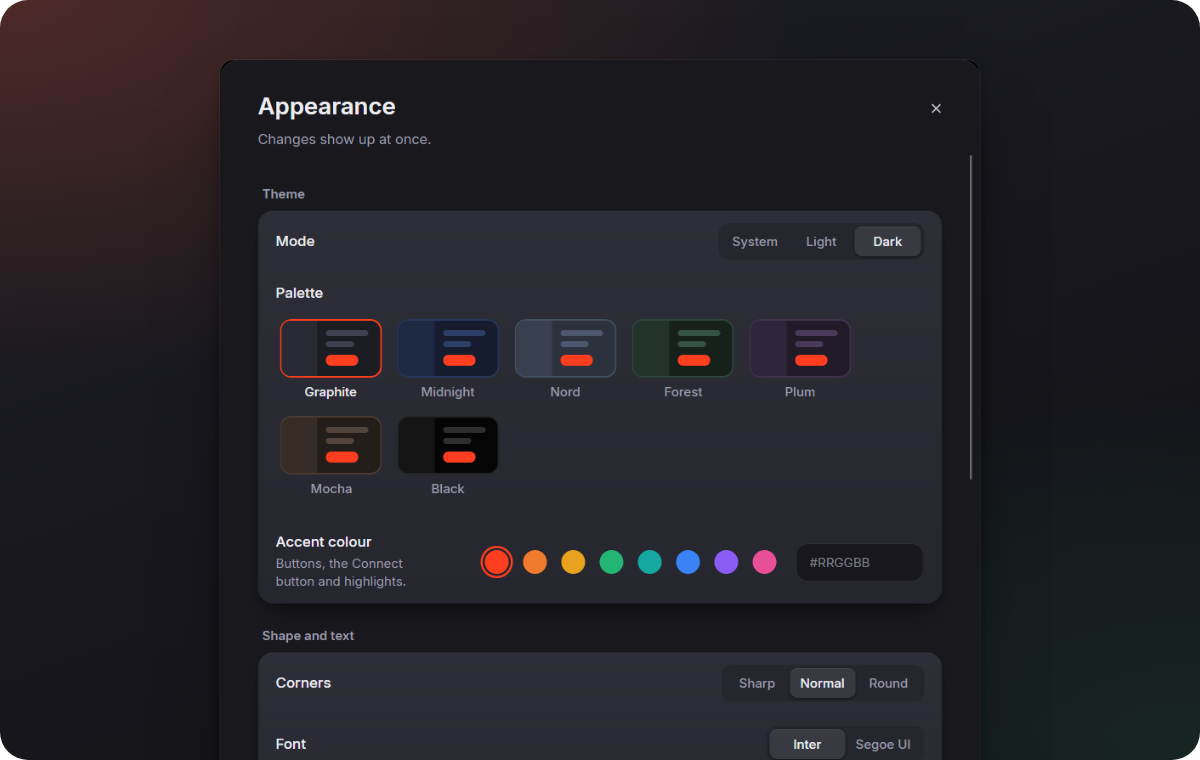 Appearance
Changes show up at once.
Theme
Mode
System Light Dark
Palette
Graphite Midnight Nord Forest Plum
Mocha Black
Accent colour
Buttons, the Connect
button and highlights.
#RRGGBB
Shape and text
Corners
Sharp Normal Round
Font
Inter Segoe UI